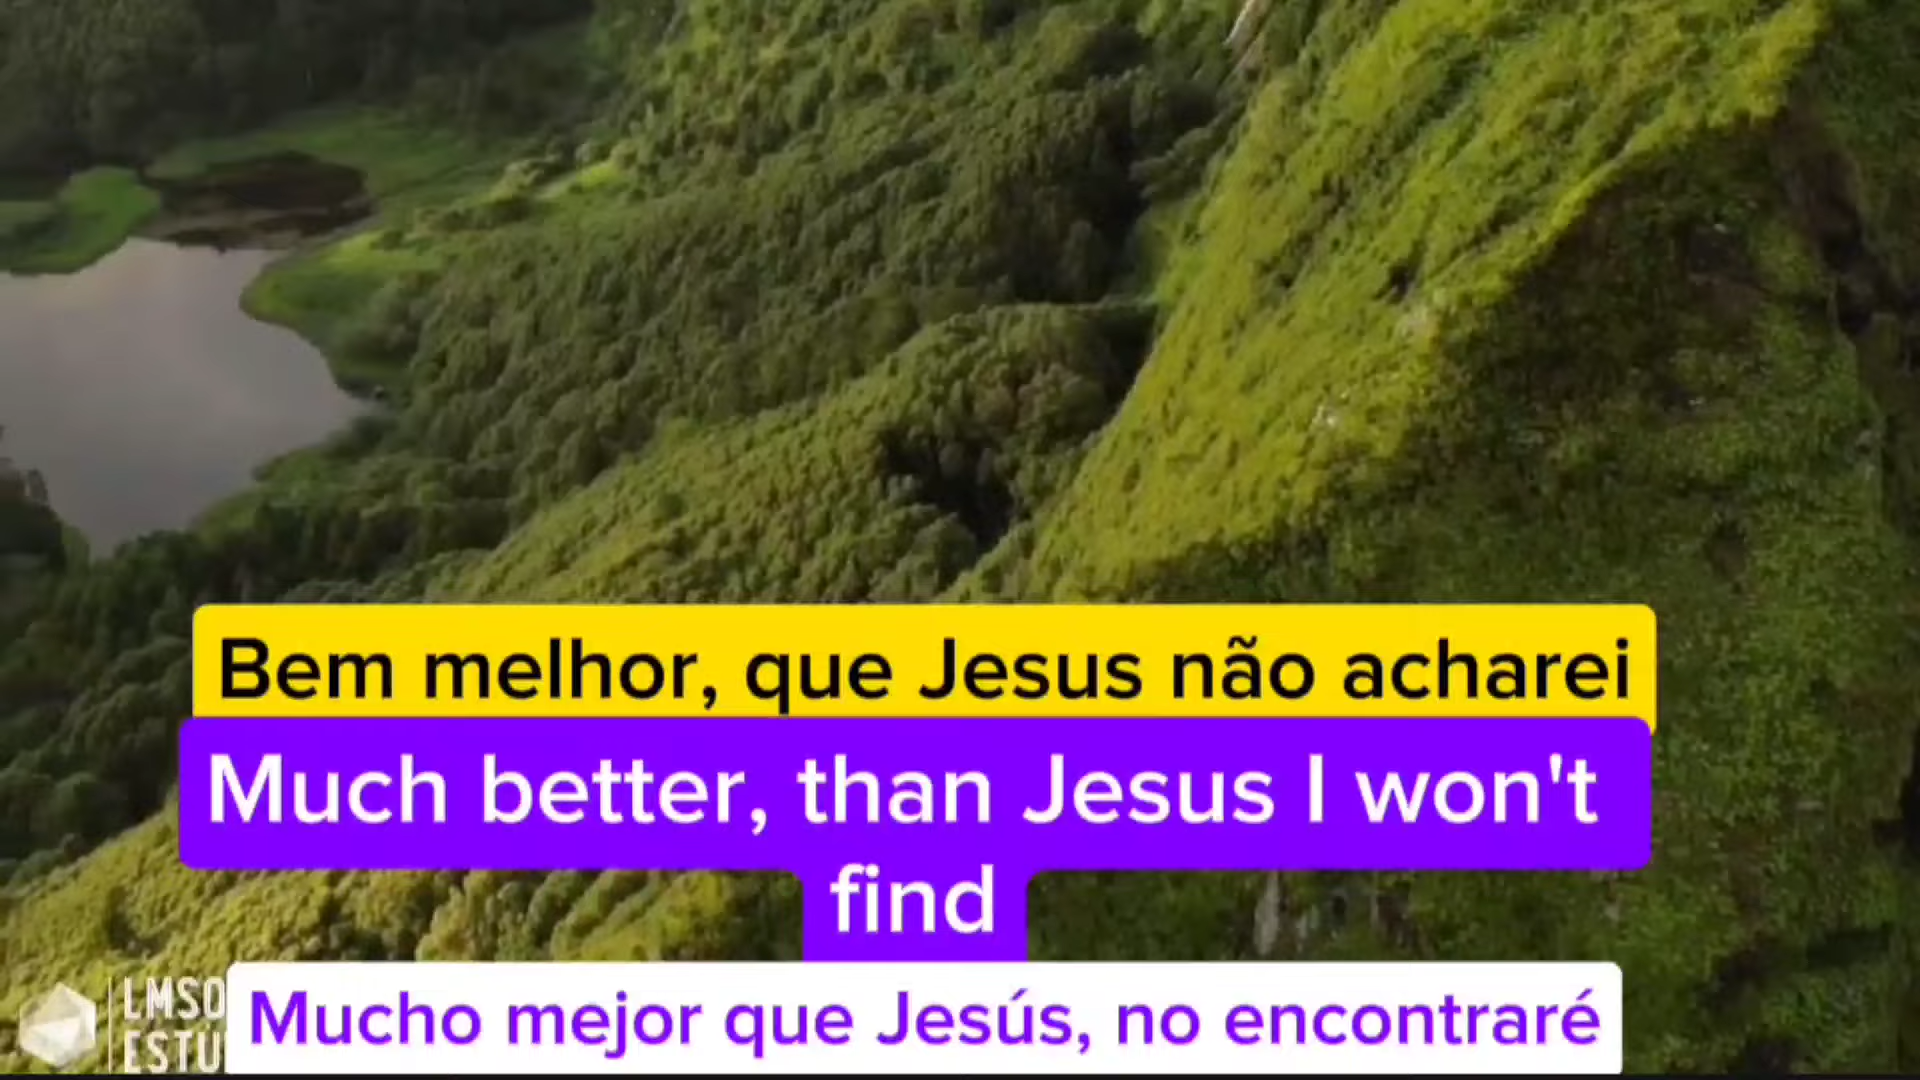 Bem melhor, que Jesus não acharei
Much better, than Jesus I won't
find
Mucho mejor que Jesús, no encontraré